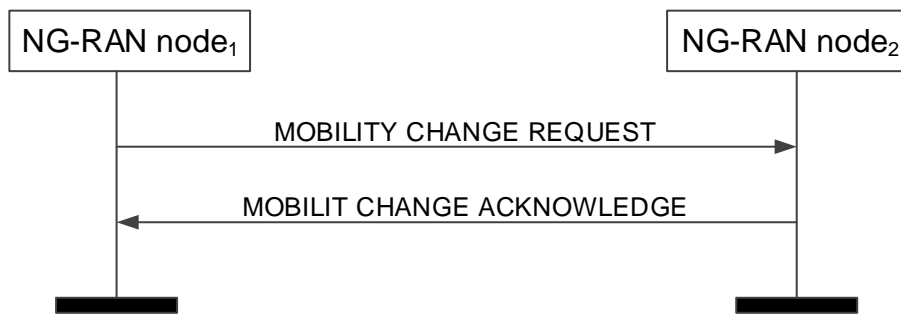 NG-RAN node₁
NG-RAN node₂
MOBILITY CHANGE REQUEST
MOBILIT CHANGE ACKNOWLEDGE